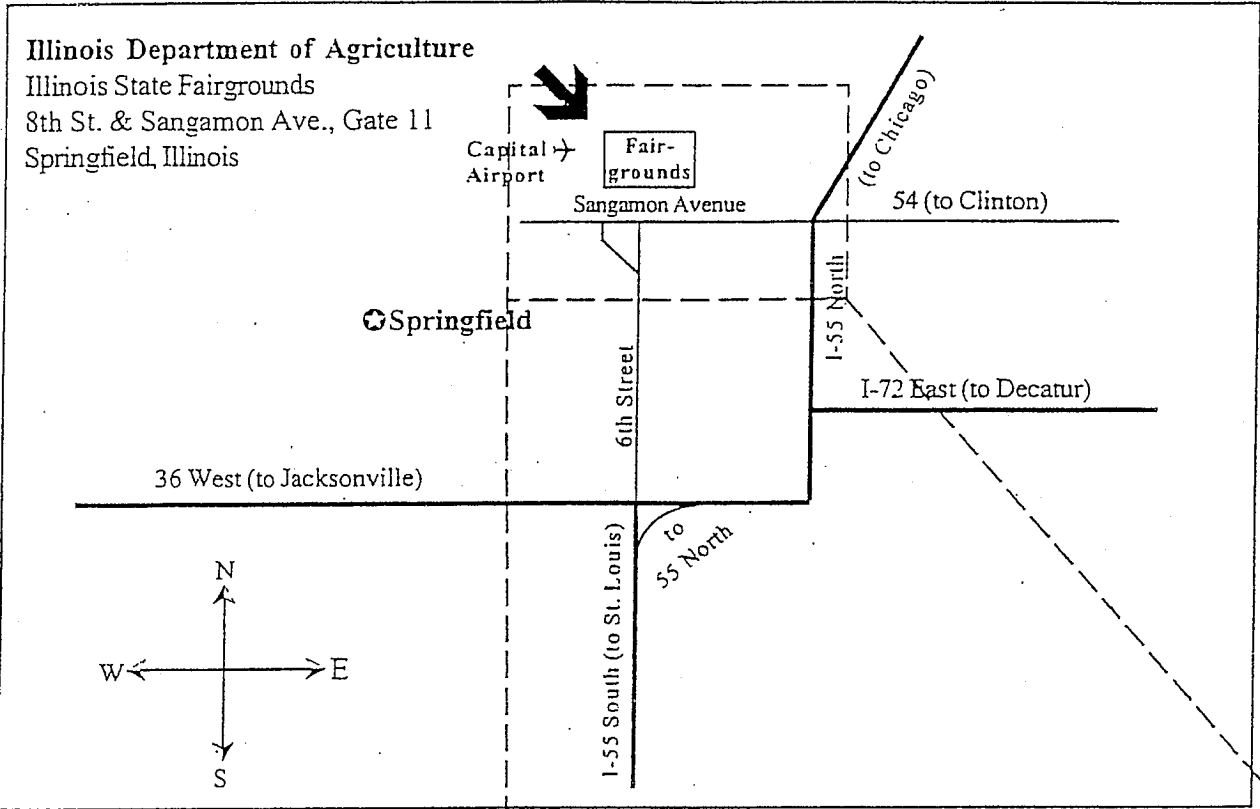 Illinois Department of Agriculture
Illinois State Fairgrounds
8th St. & Sangamon Ave., Gate 11
Springfield, Illinois
Capital
Airport
Fair-
grounds
Sangamon Avenue
(to Chicago)
54 (to Clinton)
I-55 North
Springfield
6th Street
I-72 East (to Decatur)
36 West (to Jacksonville)
to
55 North
I-55 South (to St. Louis)
N
W
E
S